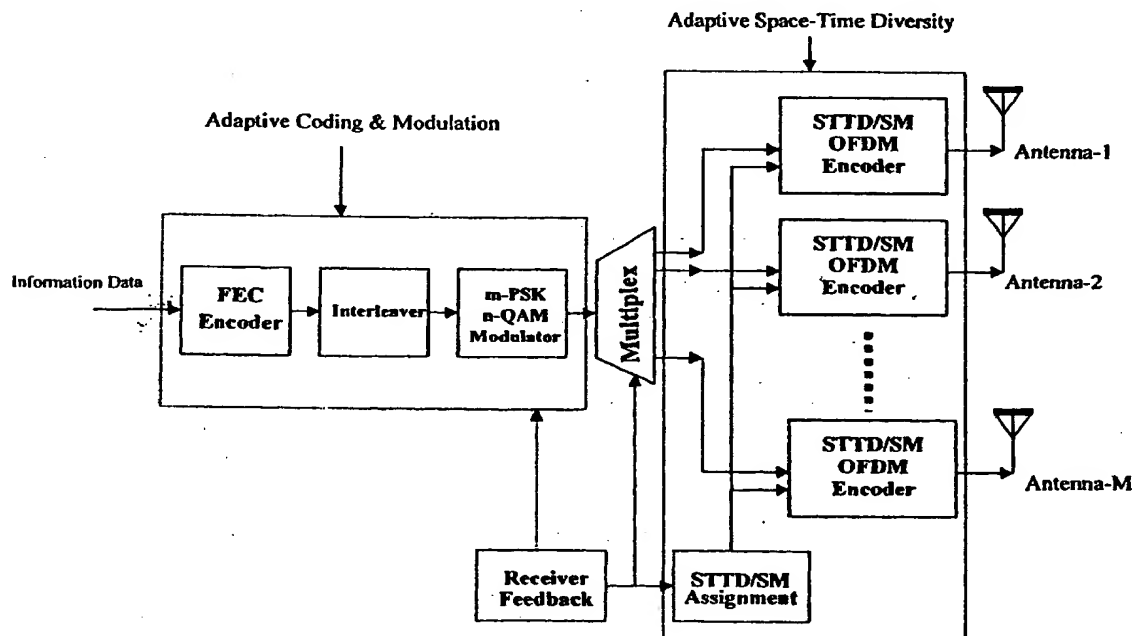 Adaptive Space-Time Diversity
Adaptive Coding & Modulation
Information Data
FEC
Encoder
Interleaver
m-PSK
n-QAM
Modulator
Multiplex
STTD/SM
OFDM
Encoder
Antenna-1
STTD/SM
OFDM
Encoder
Antenna-2
STTD/SM
OFDM
Encoder
Antenna-M
Receiver
Feedback
STTD/SM
Assignment